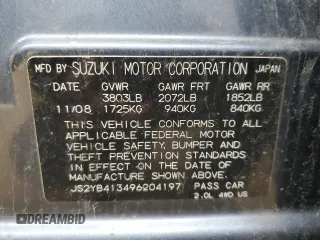 MFD BY SUZUKI MOTOR CORPORATION JAPAN
DATE GVWR GAWR FRT GAWR RR
3803LB 2072LB 1852LB
11/08 1725KG 940KG 840KG
THIS VEHICLE CONFORMS TO ALL
APPLICABLE FEDERAL MOTOR
VEHICLE SAFETY, BUMPER AND
THEFT PREVENTION STANDARDS
IN EFFECT ON THE DATE OF
MANUFACTURE SHOWN ABOVE.
JS2YB413496204197 PASS CAR
2.0L 4WD US
DREAMBID